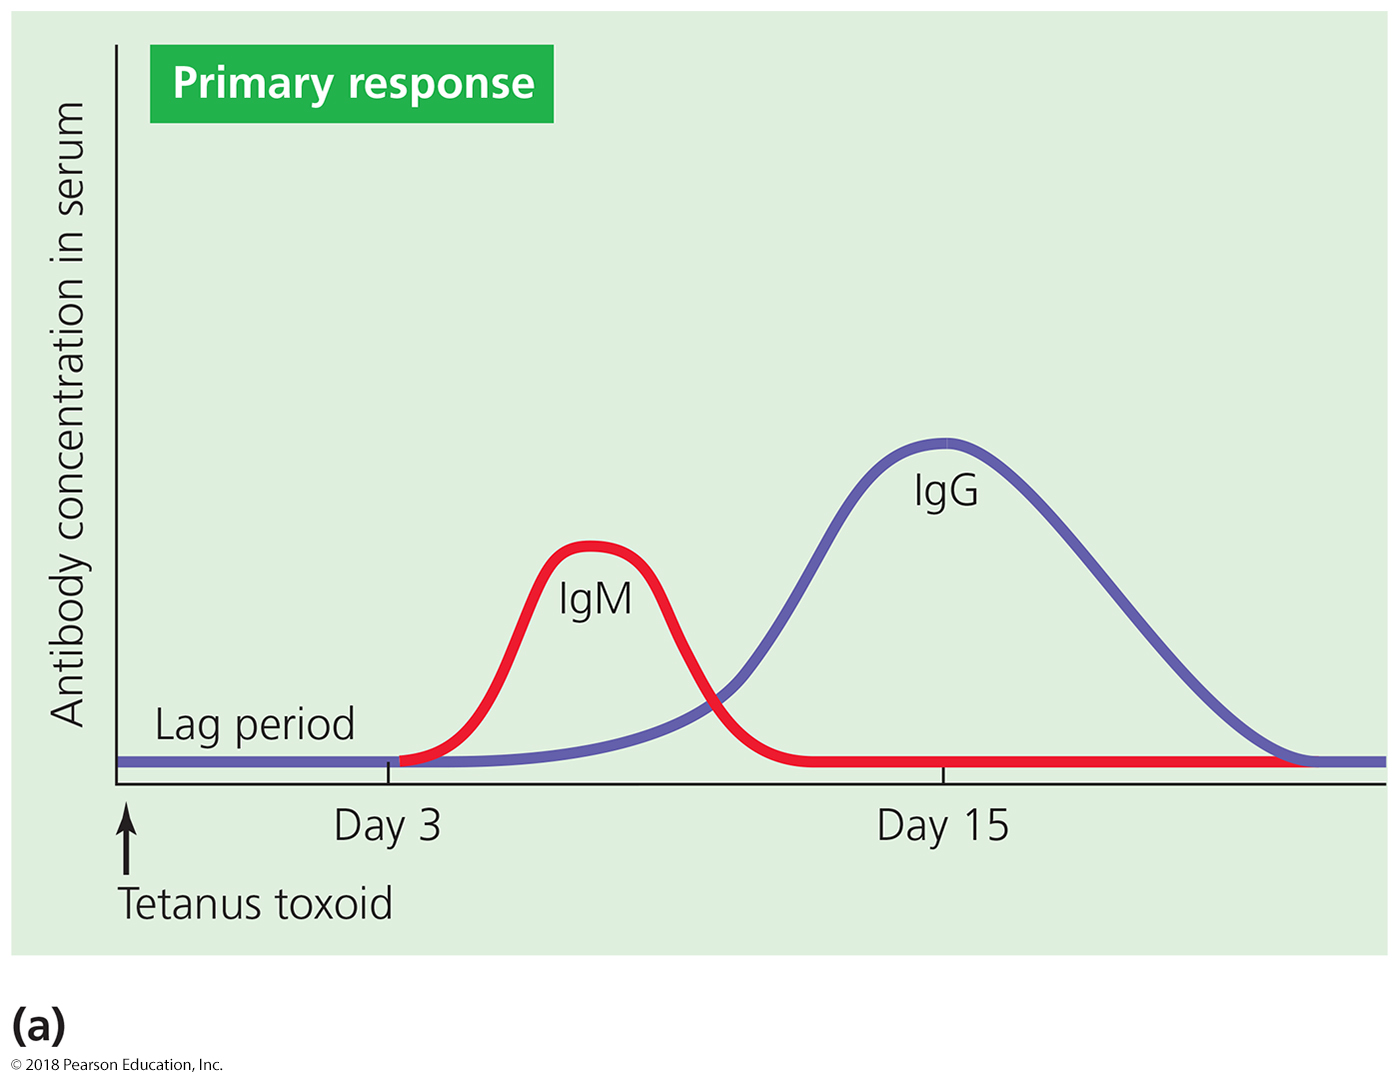 Primary response
Antibody concentration in serum
IgG
IgM
Lag period
Day 3
Day 15
Tetanus toxoid
(a)
© 2018 Pearson Education, Inc.